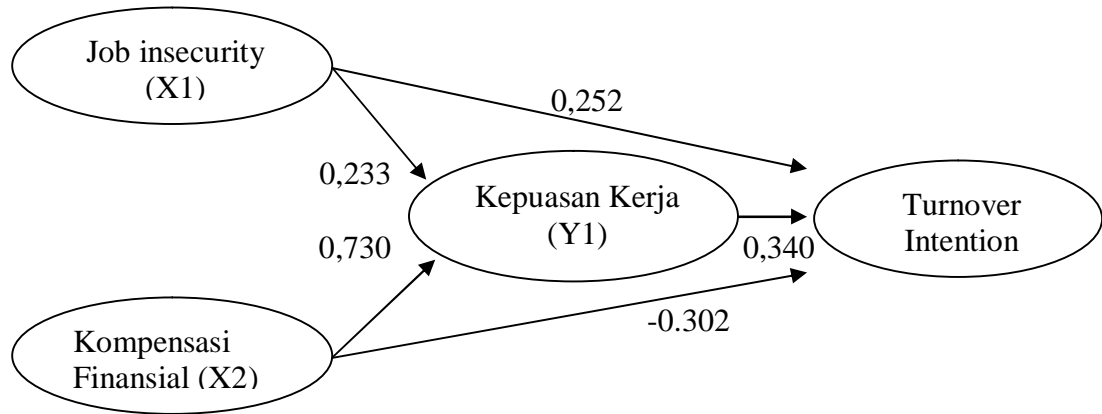 Job insecurity
(X1)
0,252
0,233
Kepuasan Kerja
(Y1)
Turnover
Intention
0,730
0,340
-0.302
Kompensasi
Finansial (X2)